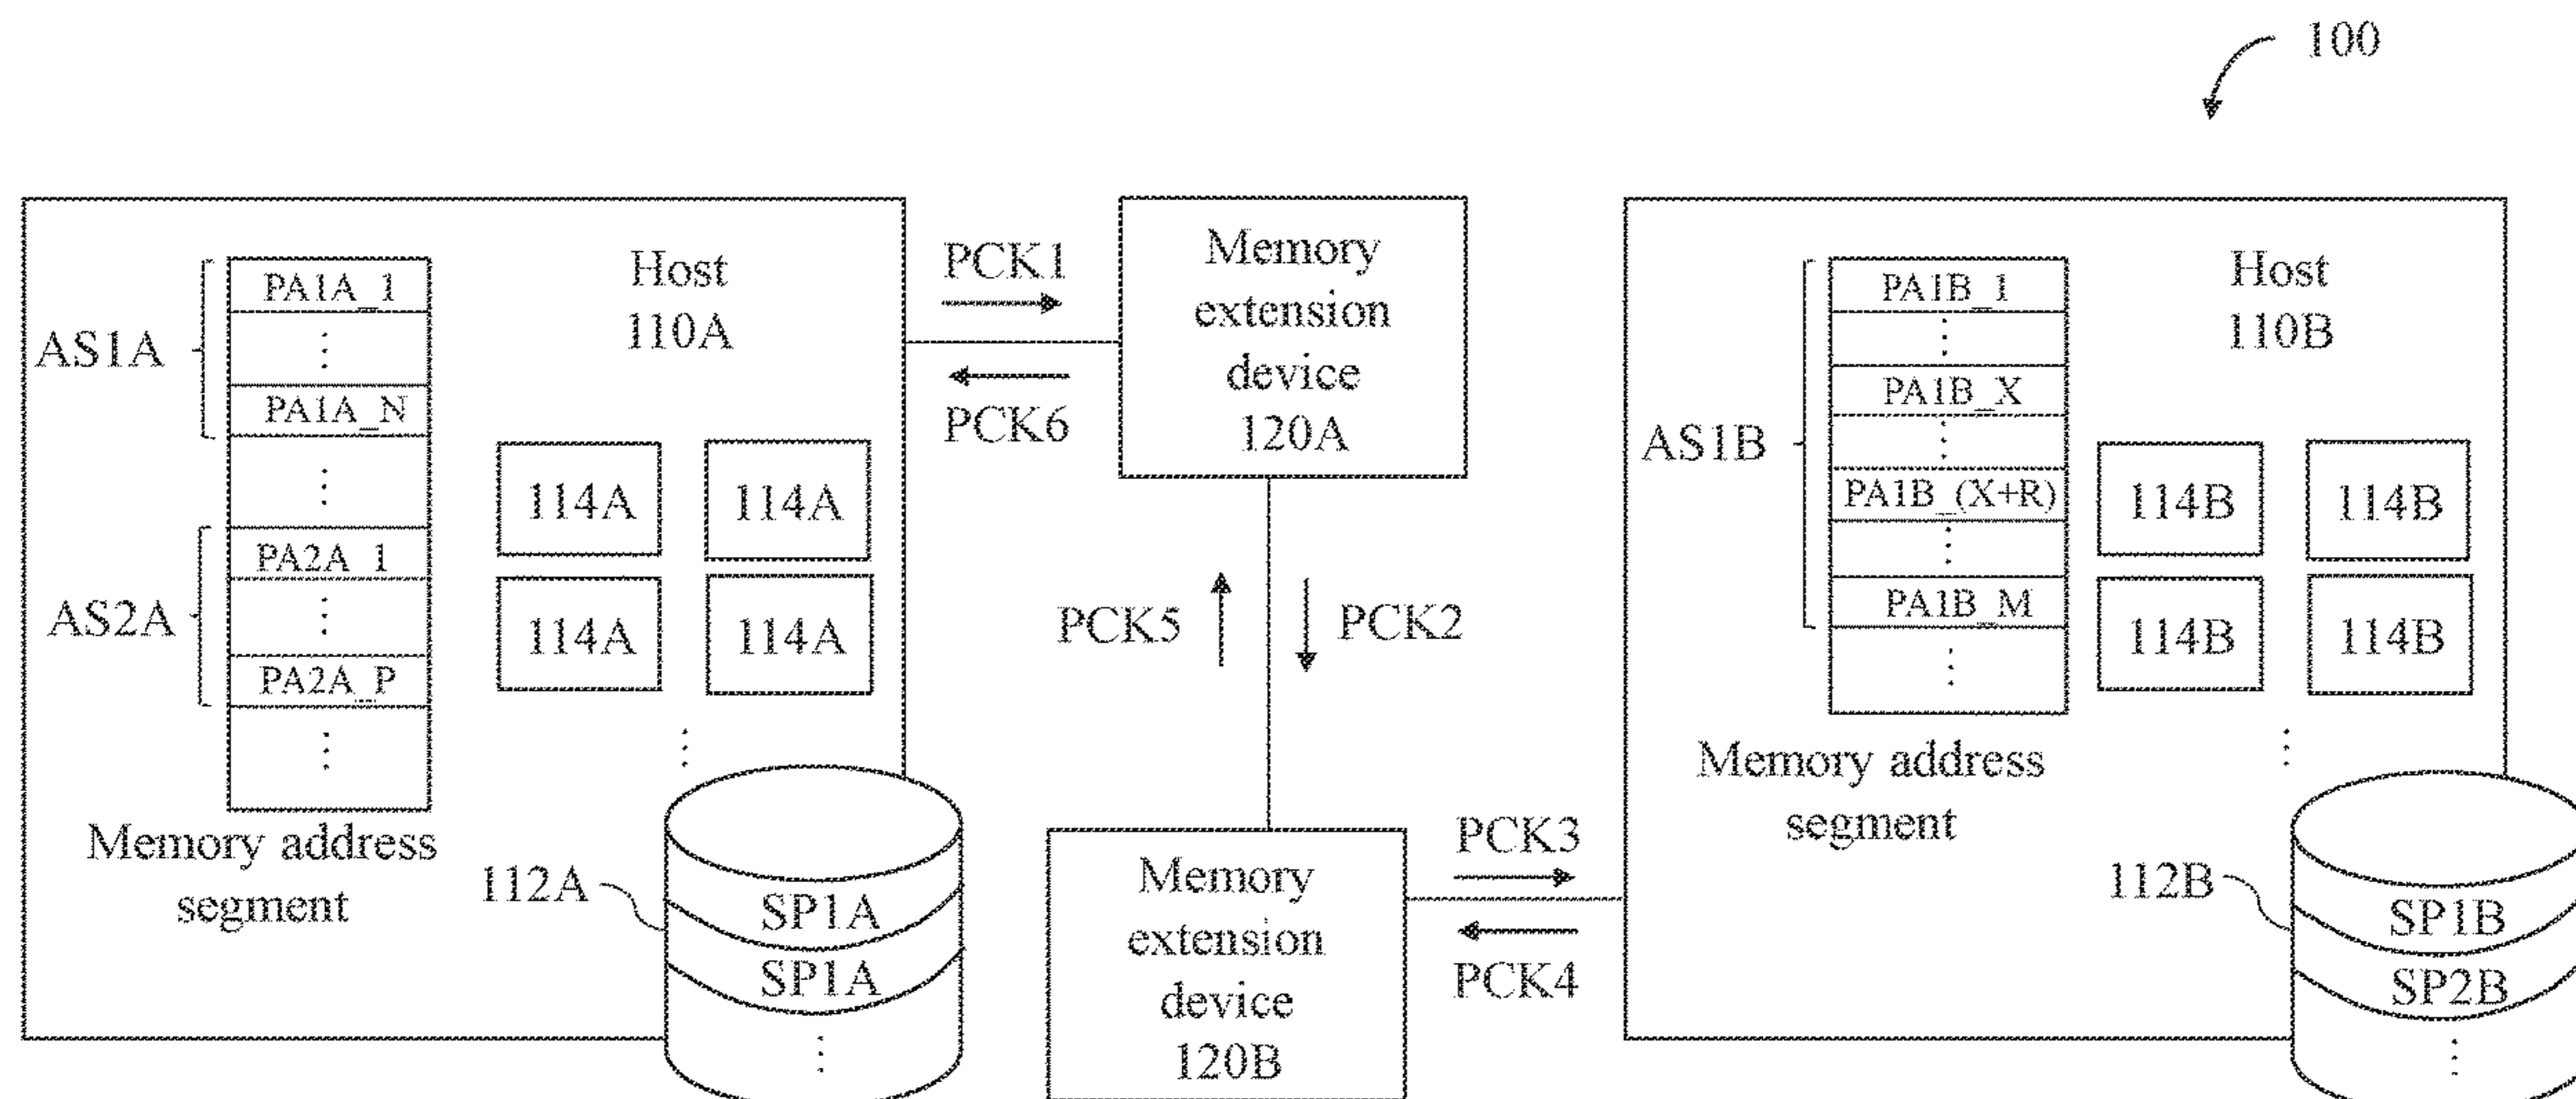 100
Host
110A
AS1A
PA1A_1
⋮
PA1A_N
⋮
AS2A
PA2A_1
⋮
PA2A_P
⋮
Memory address
segment
114A
114A
114A
114A
⋮
112A
SP1A
SP1A
⋮
PCK1
PCK6
Memory
extension
device
120A
PCK5
PCK2
Memory
extension
device
120B
PCK3
PCK4
Host
110B
AS1B
PA1B_1
⋮
PA1B_X
⋮
PA1B_(X+R)
⋮
PA1B_M
⋮
Memory address
segment
114B
114B
114B
114B
⋮
112B
SP1B
SP2B
⋮